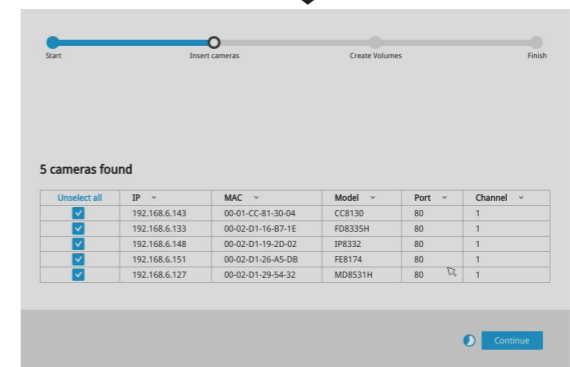 Start Insert cameras Create Volumes Finish
5 cameras found
Unselect all IP MAC Model Port Channel
192.168.6.143 00-01-CC-81-30-04 CC8130 80 1
192.168.6.133 00-02-D1-16-B7-1E FD8335H 80 1
192.168.6.148 00-02-D1-19-2D-02 IP8332 80 1
192.168.6.151 00-02-D1-26-A5-DB FE8174 80 1
192.168.6.127 00-02-D1-29-54-32 MD8531H 80 1
Continue